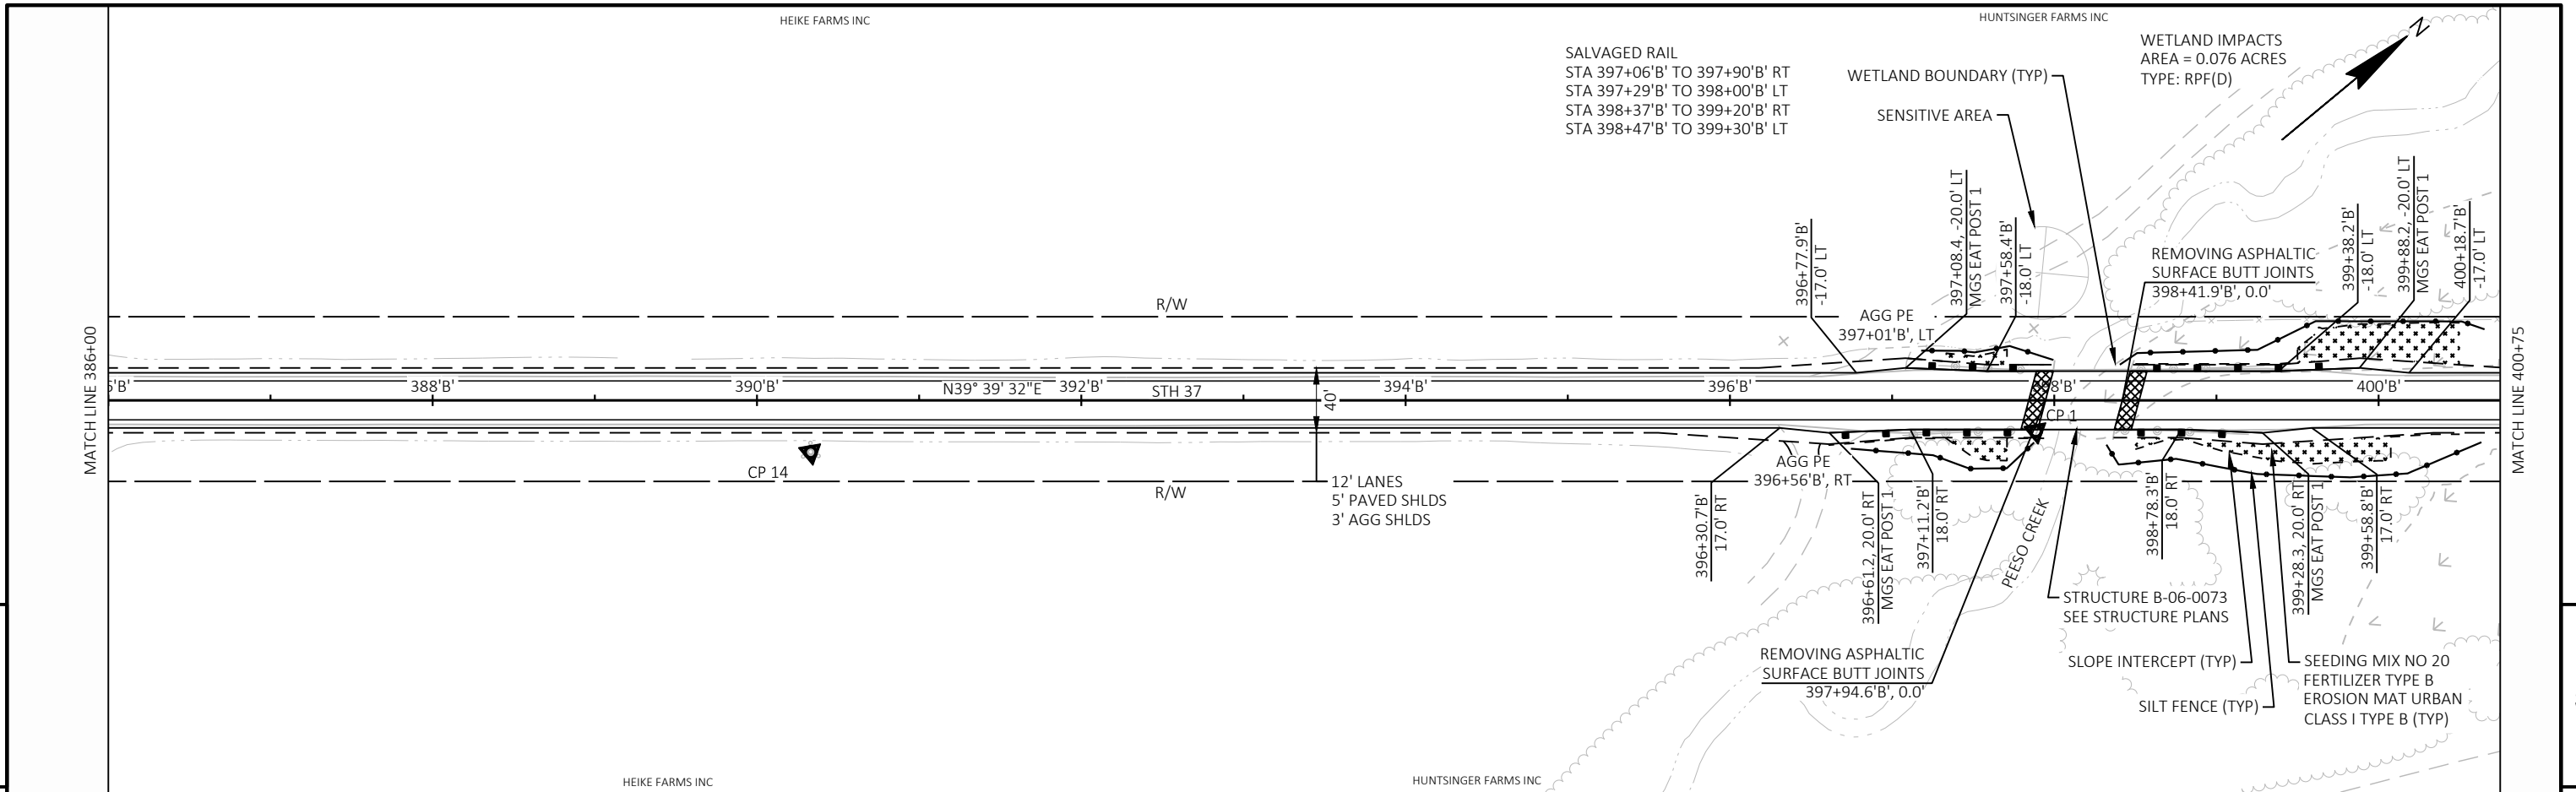 HEIKE FARMS INC
HUNTSINGER FARMS INC
SALVAGED RAIL
STA 397+06'B' TO 397+90'B' RT
STA 397+29'B' TO 398+00'B' LT
STA 398+37'B' TO 399+20'B' RT
STA 398+47'B' TO 399+30'B' LT
WETLAND BOUNDARY (TYP)
SENSITIVE AREA
WETLAND IMPACTS
AREA = 0.076 ACRES
TYPE: RPF(D)
N
396+77.9'B'
-17.0' LT
397+08.4, -20.0' LT
MGS EAT POST 1
397+58.4'B'
-18.0' LT
REMOVING ASPHALTIC
SURFACE BUTT JOINTS
398+41.9'B', 0.0'
399+38.2'B'
-18.0' LT
399+88.2, -20.0' LT
MGS EAT POST 1
400+18.7'B'
-17.0' LT
R/W
AGG PE
397+01'B', LT
MATCH LINE 386+00
6'B'
388'B'
390'B'
N39° 39' 32"E
392'B'
STH 37
40'
394'B'
396'B'
8'B'
400'B'
MATCH LINE 400+75
CP 1
CP 14
R/W
12' LANES
5' PAVED SHLDS
3' AGG SHLDS
AGG PE
396+56'B', RT
396+30.7'B'
17.0' RT
396+61.2, 20.0' RT
MGS EAT POST 1
397+11.2'B'
18.0' RT
PEESO CREEK
398+78.3'B'
18.0' RT
399+28.3, 20.0' RT
MGS EAT POST 1
399+58.8'B'
17.0' RT
STRUCTURE B-06-0073
SEE STRUCTURE PLANS
REMOVING ASPHALTIC
SURFACE BUTT JOINTS
397+94.6'B', 0.0'
SLOPE INTERCEPT (TYP)
SILT FENCE (TYP)
SEEDING MIX NO 20
FERTILIZER TYPE B
EROSION MAT URBAN
CLASS I TYPE B (TYP)
HEIKE FARMS INC
HUNTSINGER FARMS INC